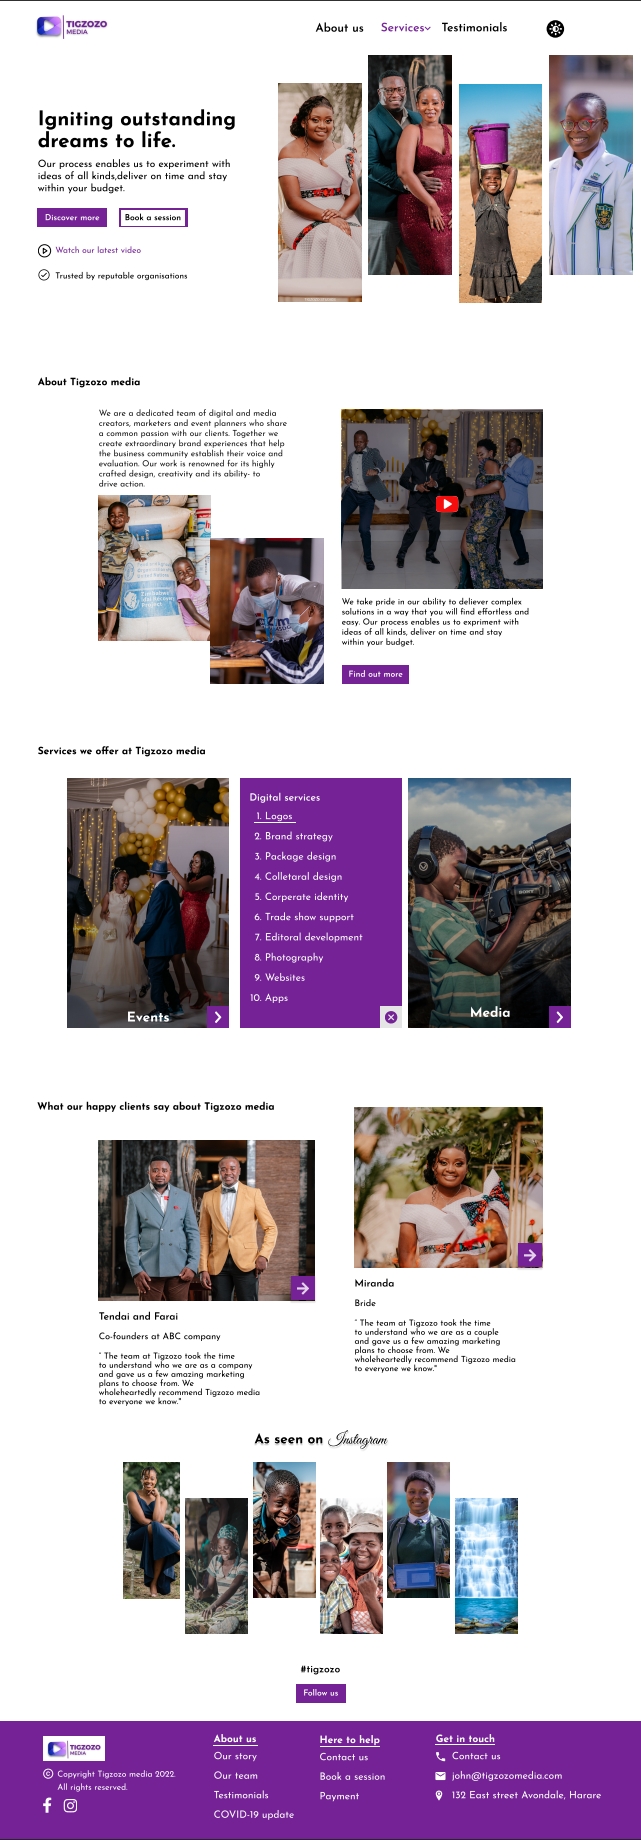 TIGZOZO
MEDIA
About us
Services
Testimonials
Igniting outstanding
dreams to life.
Our process enables us to experiment with
ideas of all kinds,deliver on time and stay
within your budget.
Discover more
Book a session
Watch our latest video
Trusted by reputable organisations
About Tigzozo media
We are a dedicated team of digital and media
creators, marketers and event planners who share
a common passion with our clients. Together we
create extraordinary brand experiences that help
the business community establish their voice and
evaluation. Our work is renowned for its highly
crafted design, creativity and its ability- to
drive action.
We take pride in our ability to deliever complex
solutions in a way that you will find effortless and
easy. Our process enables us to expriment with
ideas of all kinds, deliver on time and stay
within your budget.
Find out more
Services we offer at Tigzozo media
Events
Digital services
1. Logos
2. Brand strategy
3. Package design
4. Colletaral design
5. Corperate identity
6. Trade show support
7. Editoral development
8. Photography
9. Websites
10. Apps
SONY
Media
What our happy clients say about Tigzozo media
Tendai and Farai
Co-founders at ABC company
" The team at Tigzozo took the time
to understand who we are as a company
and gave us a few amazing marketing
plans to choose from. We
wholeheartedly recommend Tigzozo media
to everyone we know."
Miranda
Bride
" The team at Tigzozo took the time
to understand who we are as a couple
and gave us a few amazing marketing
plans to choose from. We
wholeheartedly recommend Tigzozo media
to everyone we know."
As seen on Instagram
#tigzozo
Follow us
TIGZOZO
MEDIA
© Copyright Tigzozo media 2022.
All rights reserved.
About us
Our story
Our team
Testimonials
COVID-19 update
Here to help
Contact us
Book a session
Payment
Get in touch
Contact us
john@tigzozomedia.com
132 East street Avondale, Harare